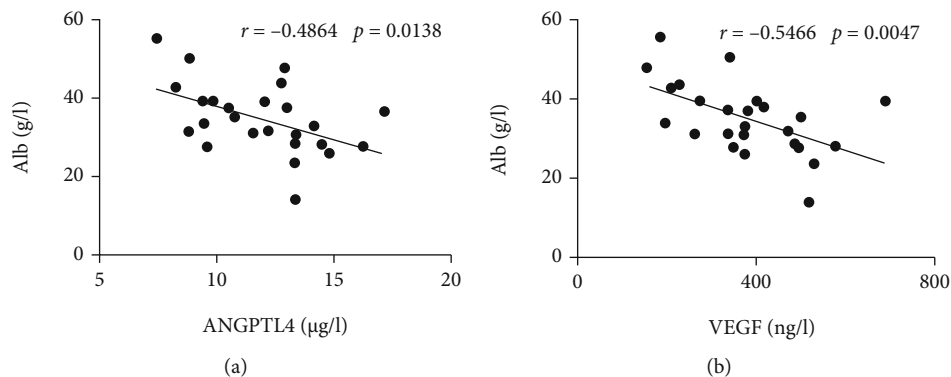 r = −0.4864 p = 0.0138
60
40
20
0
Alb (g/l)
5 10 15 20
ANGPTL4 (μg/l)
(a)
r = −0.5466 p = 0.0047
60
40
20
0
Alb (g/l)
0 400 800
VEGF (ng/l)
(b)